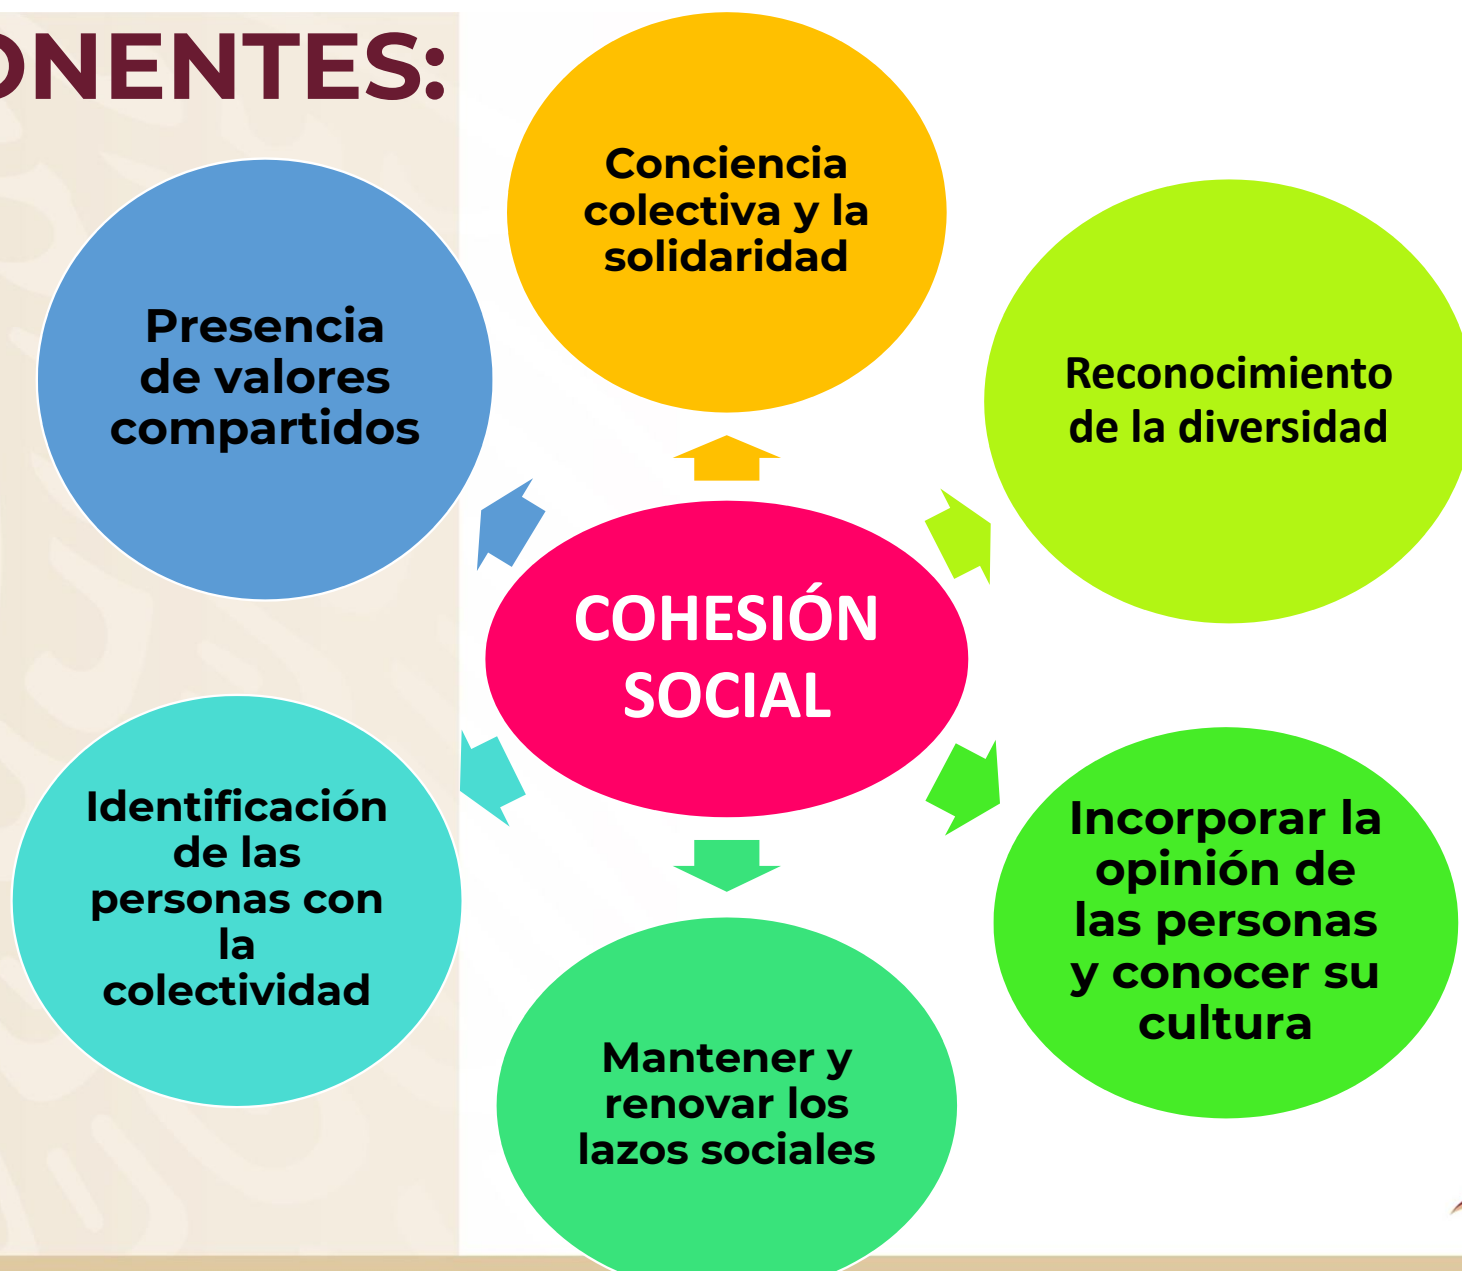 ONENTES:
Conciencia
colectiva y la
solidaridad
Presencia
de valores
compartidos
Reconocimiento
de la diversidad
COHESIÓN
SOCIAL
Identificación
de las
personas con
la
colectividad
Incorporar la
opinión de
las personas
y conocer su
cultura
Mantener y
renovar los
lazos sociales